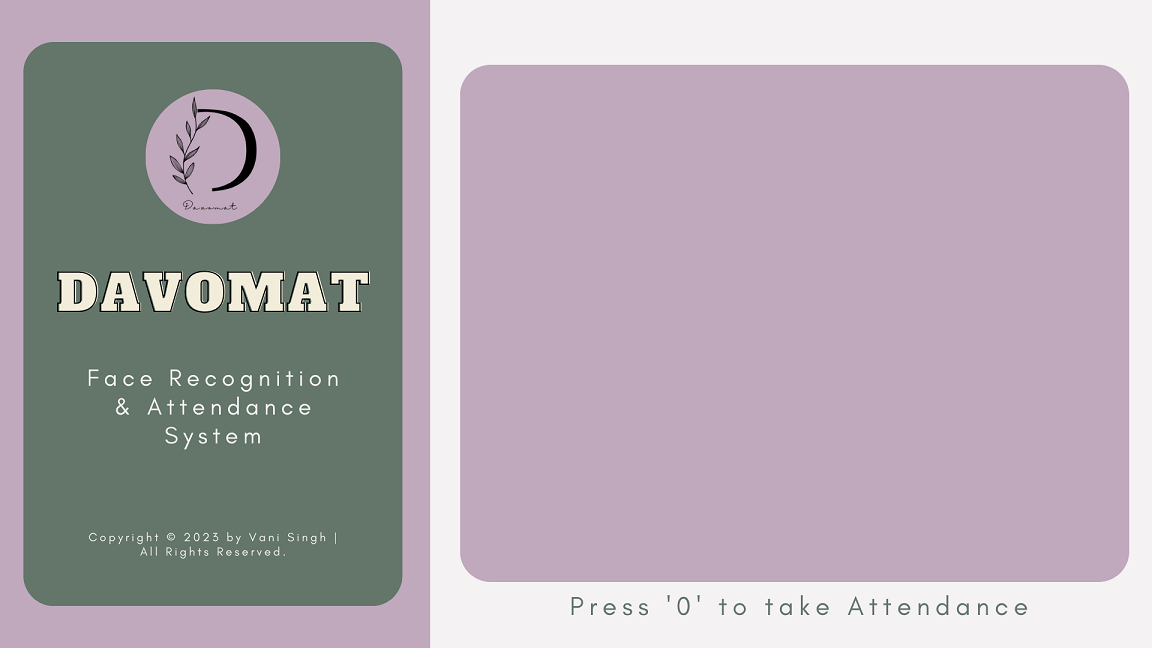 Davomat
DAVOMAT
Face Recognition
& Attendance
System
Copyright © 2023 by Vani Singh |
All Rights Reserved.
Press '0' to take Attendance